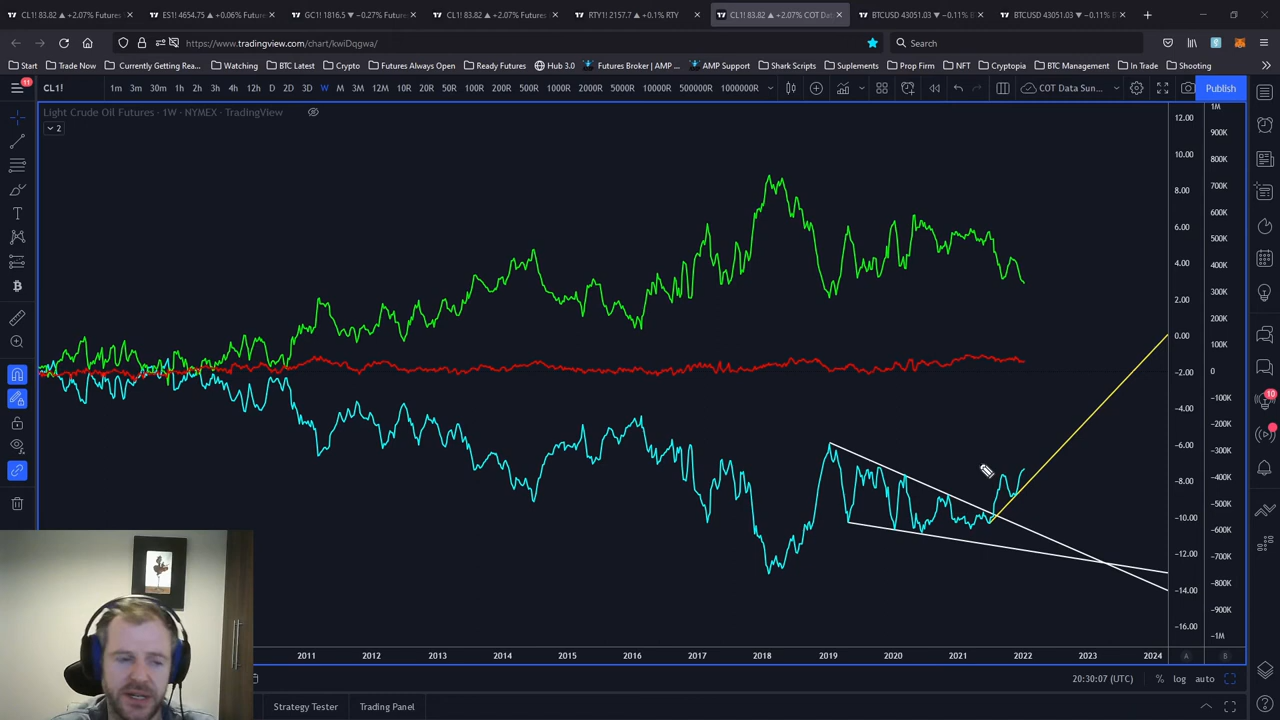 CL1! 83.82 ▲ +2.07% Futures
ES1! 4654.75 ▲ +0.06% Futures
GC1! 1816.5 ▼ −0.27% Futures
CL1! 83.82 ▲ +2.07% Futures
RTY1! 2157.7 ▲ +0.1% RTY
CL1! 83.82 ▲ +2.07% COT Dat
BTCUSD 43051.03 ▼ −0.11% B
BTCUSD 43051.03 ▼ −0.11% B
https://www.tradingview.com/chart/kwiDqgwa/
Search
Start
Trade Now
Currently Getting Rea...
Watching
BTC Latest
Crypto
Futures Always Open
Ready Futures
Hub 3.0
Futures Broker | AMP ...
AMP Support
Shark Scripts
Suplements
Prop Firm
NFT
Cryptopia
BTC Management
In Trade
Shooting
11
CL1!
1m 3m 30m 1h 2h 3h 4h 6h 12h D 2D 3D W M 3M 12M 10R 20R 50R 100R 200R 500R 1000R 2000R 5000R 10000R 500000R 1000000R
COT Data Sun...
Publish
Light Crude Oil Futures · 1W · NYMEX · TradingView
2
12.00
10.00
8.00
6.00
4.00
2.00
0.00
−2.00
−4.00
−6.00
−8.00
−10.00
−12.00
−14.00
−16.00
1M
900K
800K
700K
600K
500K
400K
300K
200K
100K
0
−100K
−200K
−300K
−400K
−500K
−600K
−700K
−800K
−900K
−1M
10
2011 2012 2013 2014 2015 2016 2017 2018 2019 2020 2021 2022 2023 2024
A
B
20:30:07 (UTC)
%
log
auto
Strategy Tester
Trading Panel